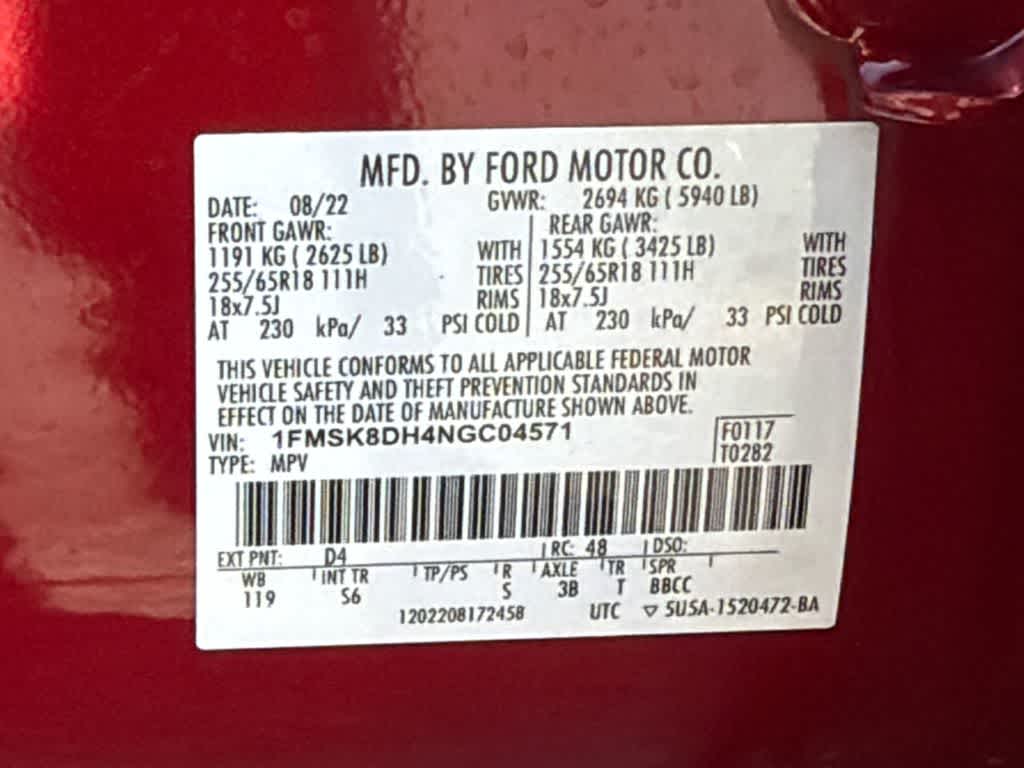 MFD. BY FORD MOTOR CO.
DATE: 08/22 GVWR: 2694 KG ( 5940 LB)
FRONT GAWR: REAR GAWR:
1191 KG ( 2625 LB) WITH 1554 KG ( 3425 LB) WITH
255/65R18 111H TIRES 255/65R18 111H TIRES
18x7.5J RIMS 18x7.5J RIMS
AT 230 kPa/ 33 PSI COLD AT 230 kPa/ 33 PSI COLD
THIS VEHICLE CONFORMS TO ALL APPLICABLE FEDERAL MOTOR
VEHICLE SAFETY AND THEFT PREVENTION STANDARDS IN
EFFECT ON THE DATE OF MANUFACTURE SHOWN ABOVE.
VIN: 1FMSK8DH4NGC04571 F0117
TYPE: MPV T0282
EXT PNT: D4 RC: 48 DSO:
WB INT TR TP/PS R AXLE TR SPR
119 S6 S 3B T BBCC
1202208172458 UTC ▽ 5U5A-1520472-BA